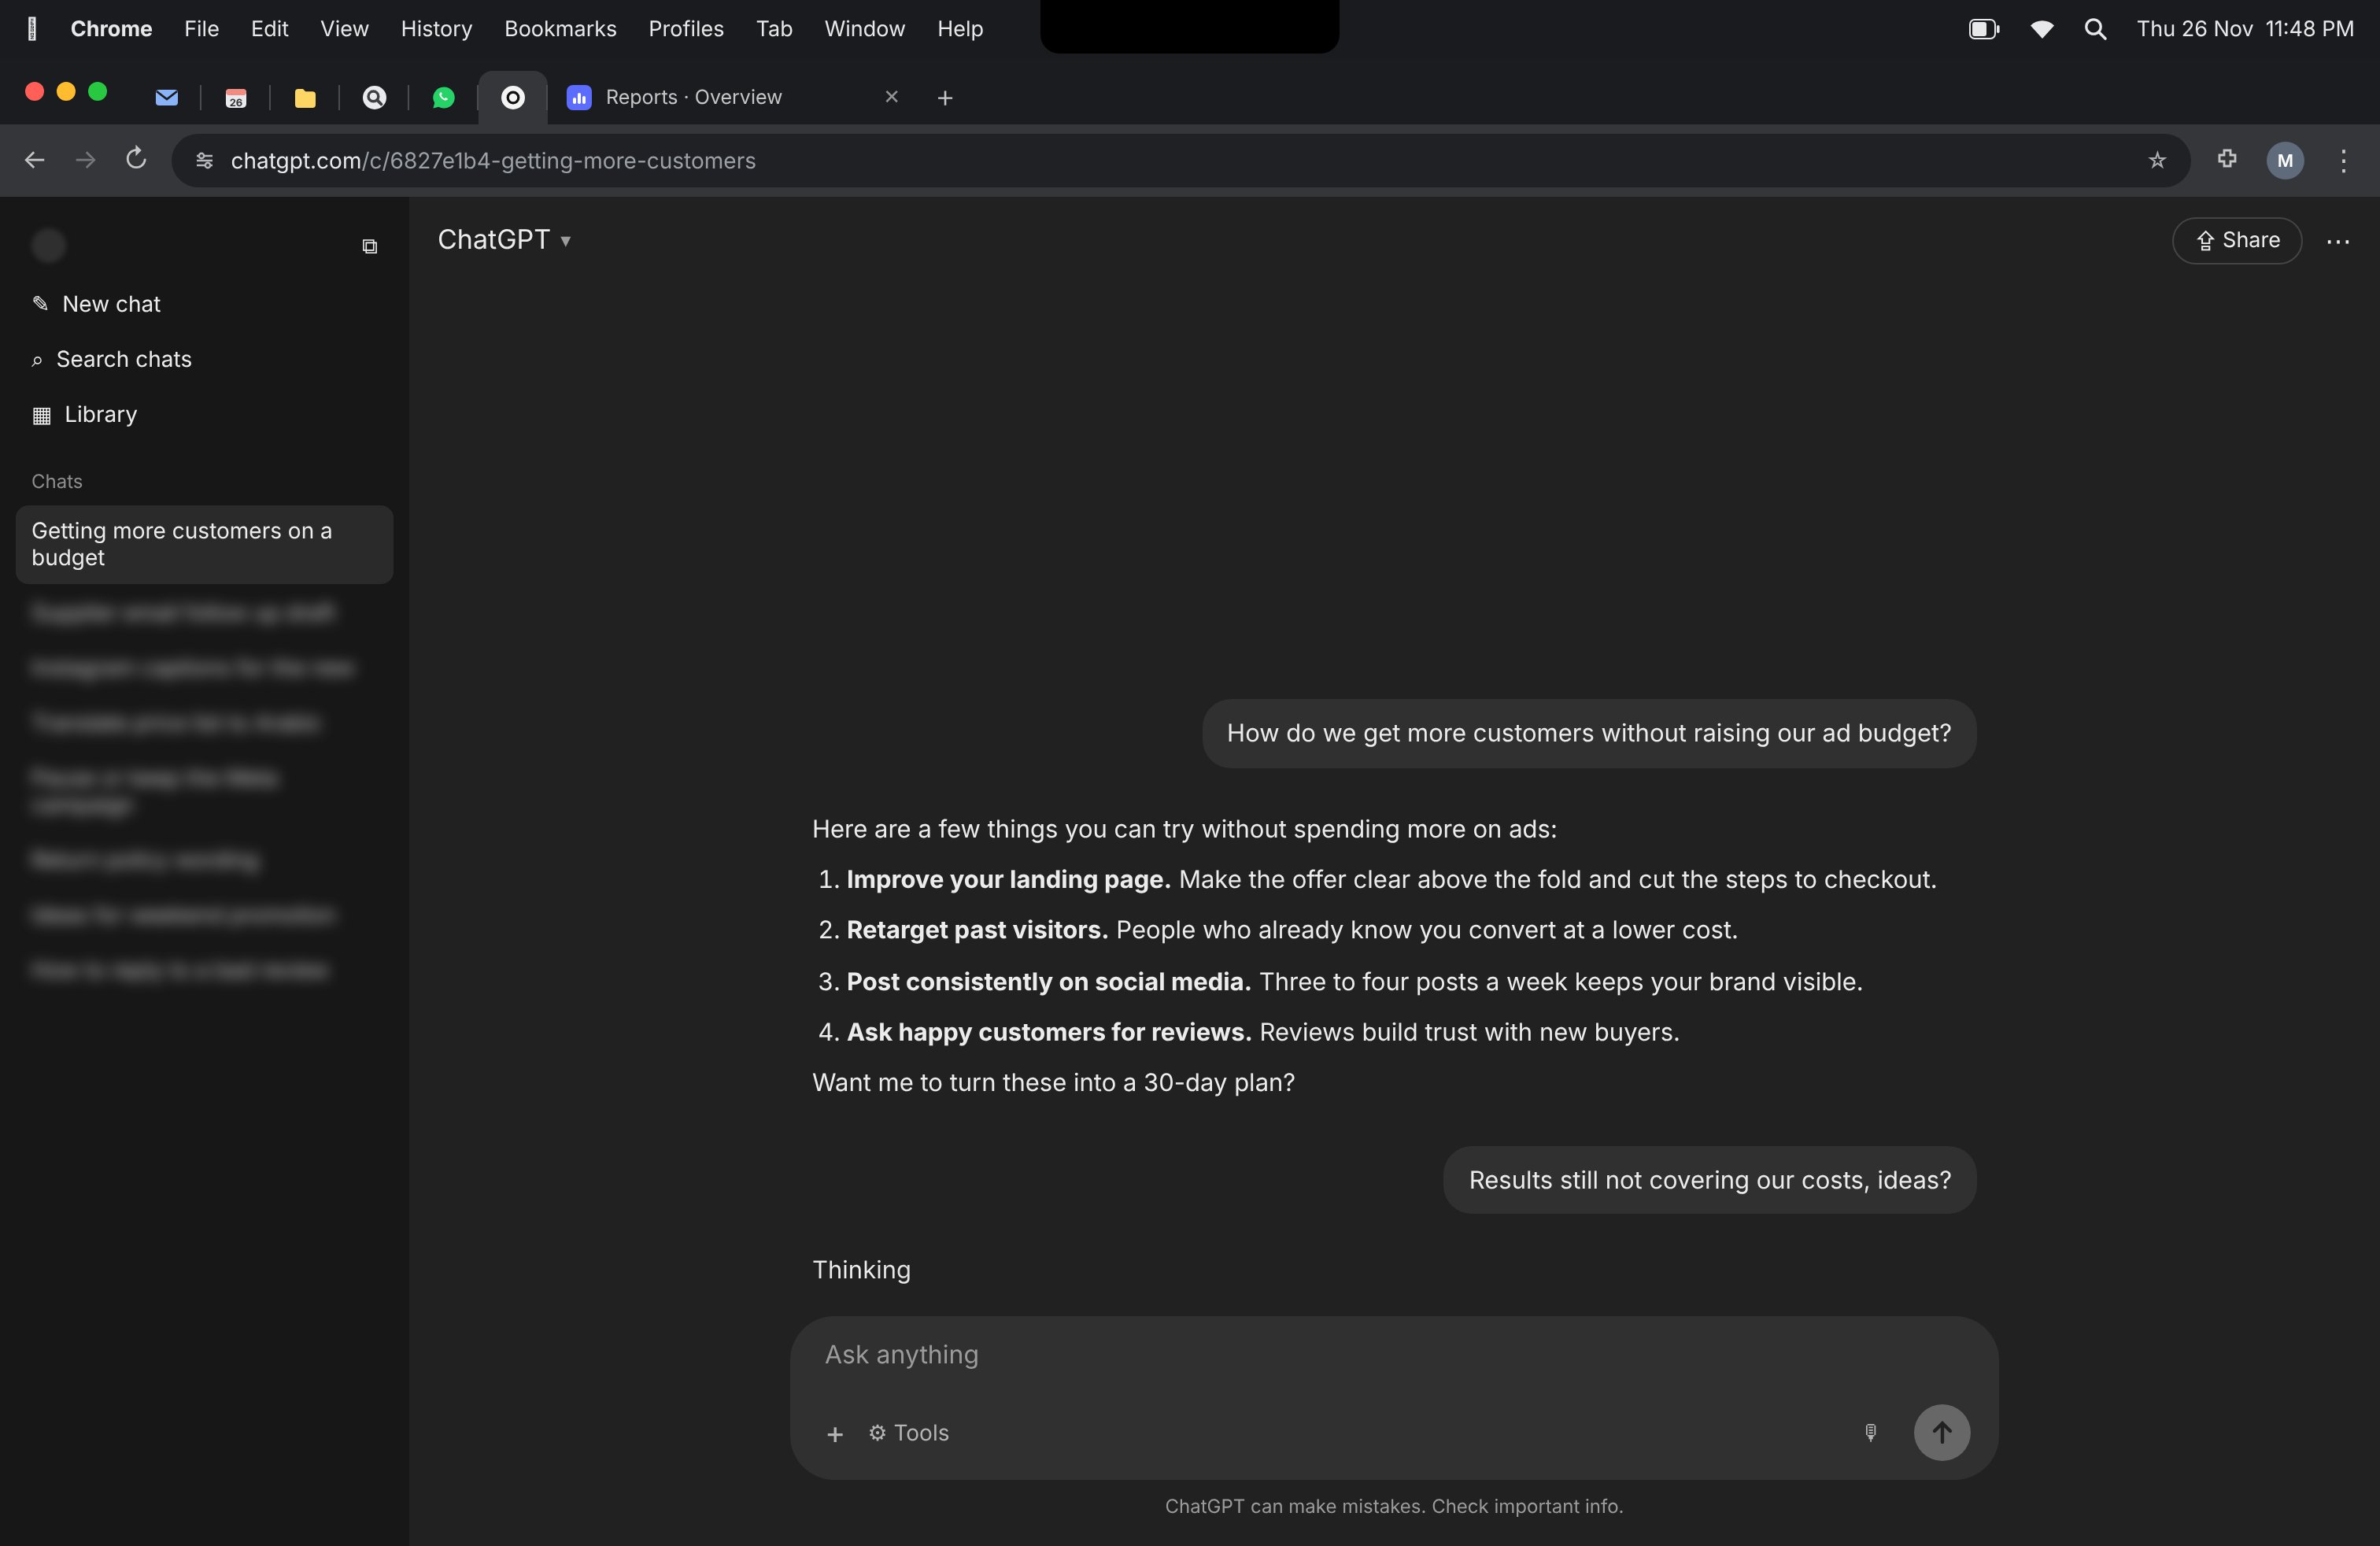 Chrome File Edit View History Bookmarks Profiles Tab Window Help
Thu 26 Nov 11:48 PM
26
Reports · Overview
chatgpt.com/c/6827e1b4-getting-more-customers
M
ChatGPT
Share
New chat
Search chats
Library
Chats
Getting more customers on a
budget
How do we get more customers without raising our ad budget?
Here are a few things you can try without spending more on ads:
1. Improve your landing page. Make the offer clear above the fold and cut the steps to checkout.
2. Retarget past visitors. People who already know you convert at a lower cost.
3. Post consistently on social media. Three to four posts a week keeps your brand visible.
4. Ask happy customers for reviews. Reviews build trust with new buyers.
Want me to turn these into a 30-day plan?
Results still not covering our costs, ideas?
Thinking
Ask anything
+ Tools
ChatGPT can make mistakes. Check important info.